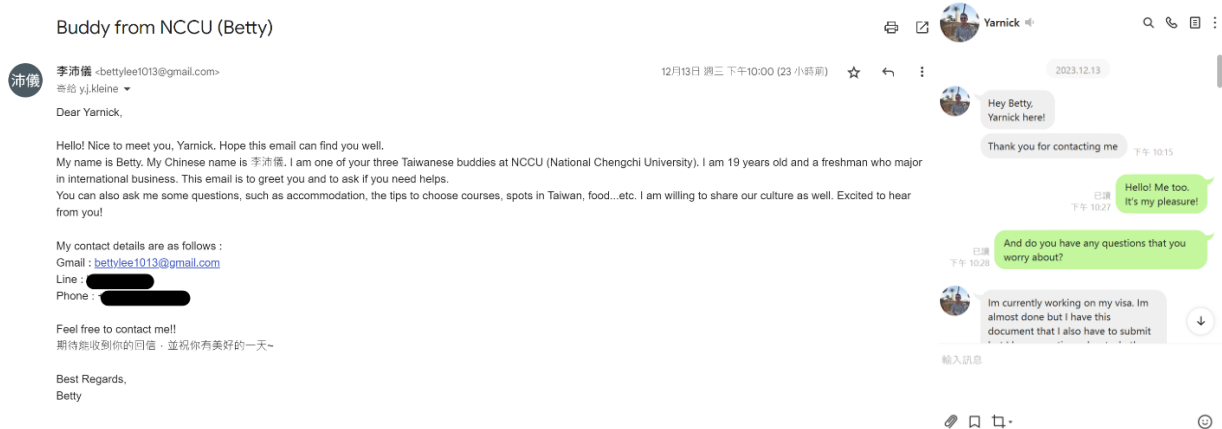 Buddy from NCCU (Betty)
沛儀
李沛儀 <bettylee1013@gmail.com>
12月13日 週三 下午10:00 (23 小時前)
寄給 y.j.kleine
Dear Yarnick,
Hello! Nice to meet you, Yarnick. Hope this email can find you well.
My name is Betty. My Chinese name is 李沛儀. I am one of your three Taiwanese buddies at NCCU (National Chengchi University). I am 19 years old and a freshman who major
in international business. This email is to greet you and to ask if you need helps.
You can also ask me some questions, such as accommodation, the tips to choose courses, spots in Taiwan, food...etc. I am willing to share our culture as well. Excited to hear
from you!
My contact details are as follows :
Gmail : bettylee1013@gmail.com
Line :
Phone :
Feel free to contact me!!
期待能收到你的回信，並祝你有美好的一天~
Best Regards,
Betty
Yarnick
2023.12.13
Hey Betty,
Yarnick here!
Thank you for contacting me
下午 10:15
Hello! Me too.
It's my pleasure!
已讀
下午 10:27
And do you have any questions that you
worry about?
已讀
下午 10:28
Im currently working on my visa. Im
almost done but I have this
document that I also have to submit
輸入訊息